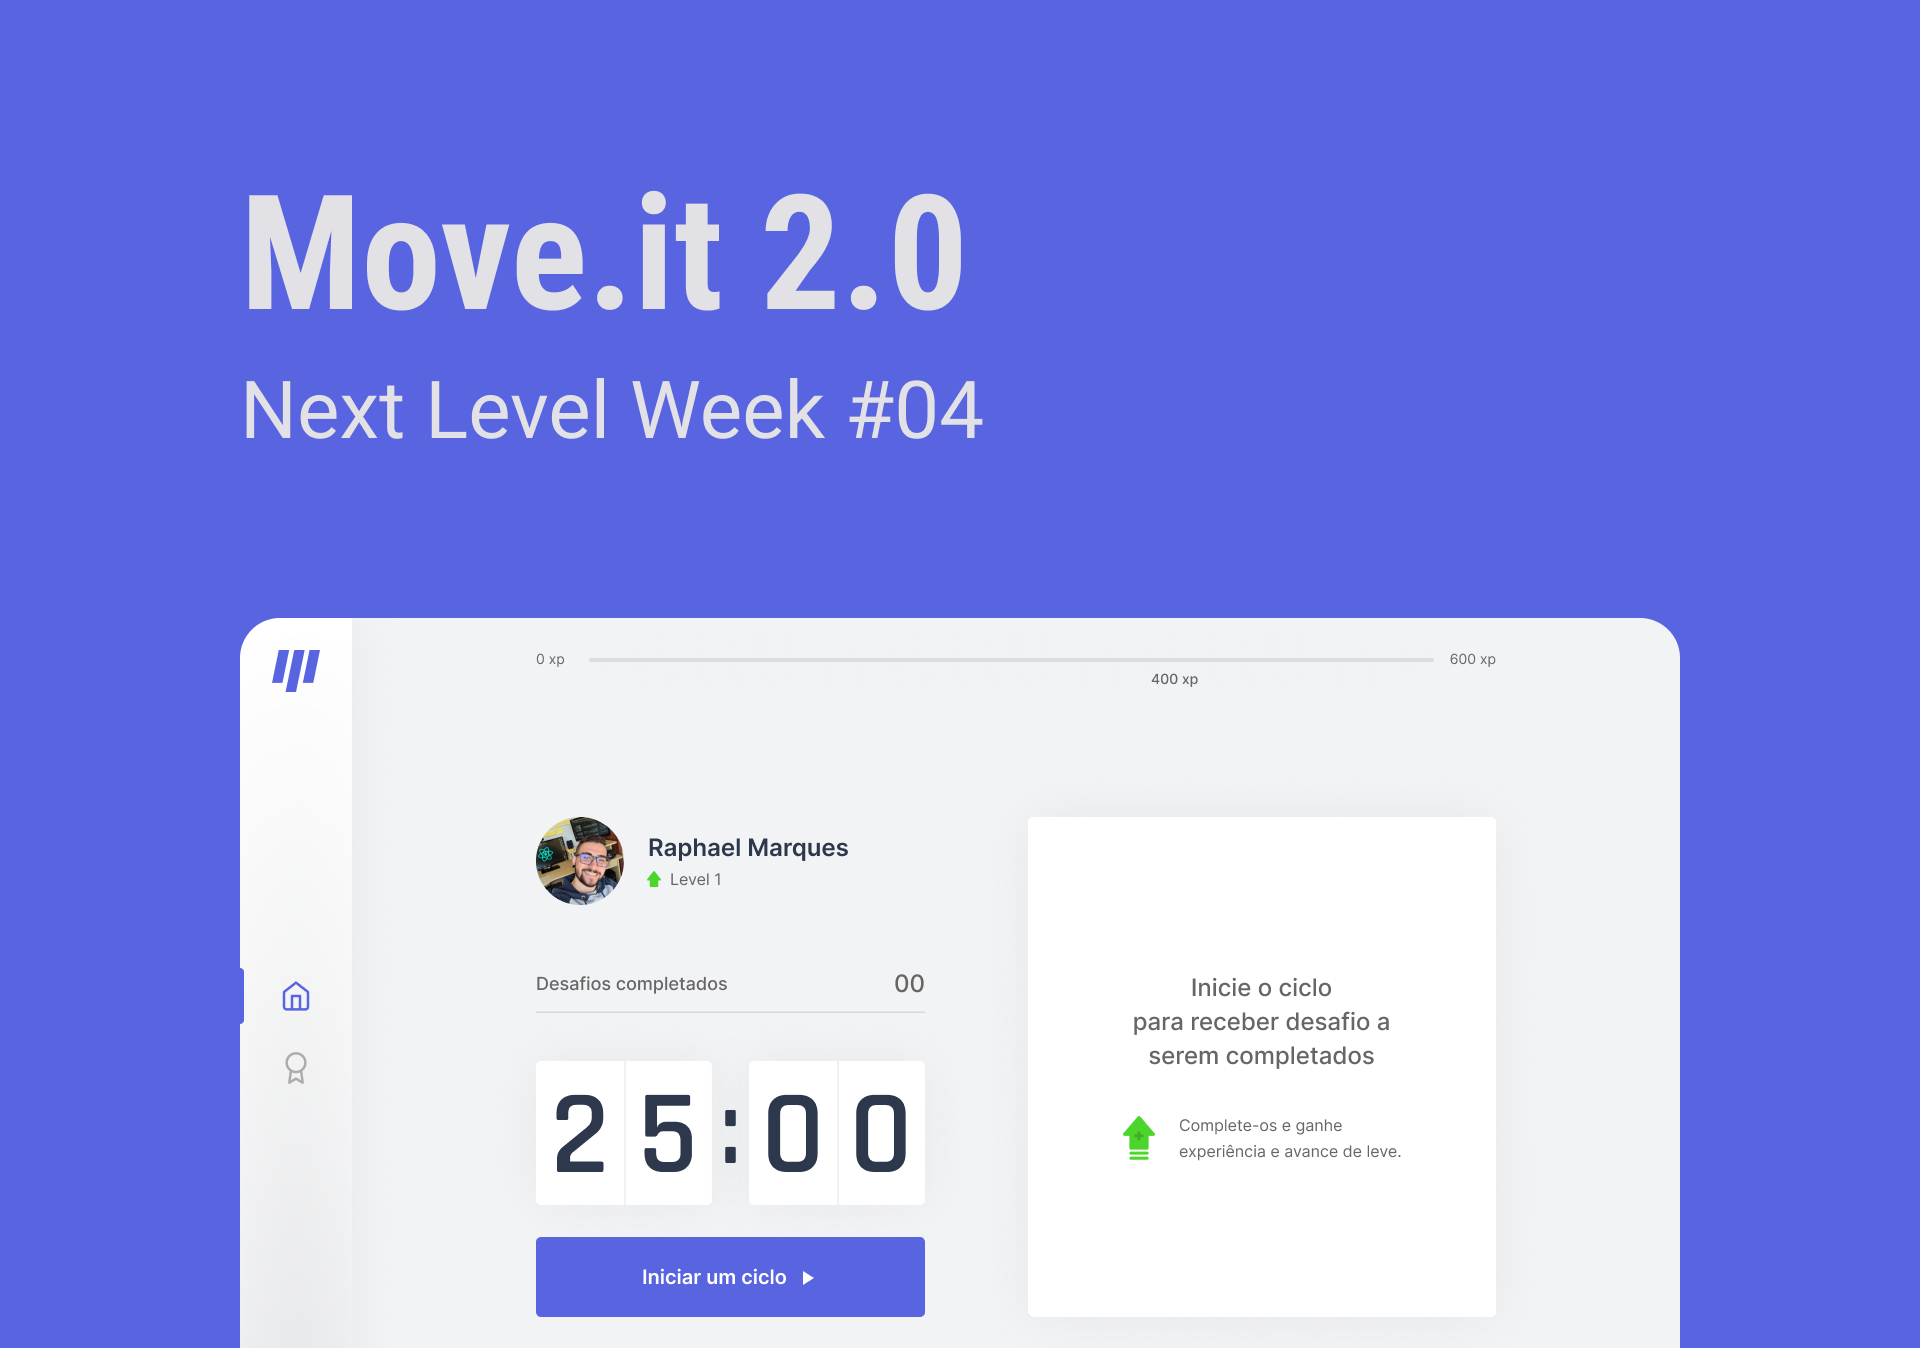 Move.it 2.0
Next Level Week #04
0 xp
600 xp
400 xp
Raphael Marques
Level 1
Desafios completados
00
25:00
Iniciar um ciclo
Inicie o ciclo
para receber desafio a
serem completados
Complete-os e ganhe
experiência e avance de leve.